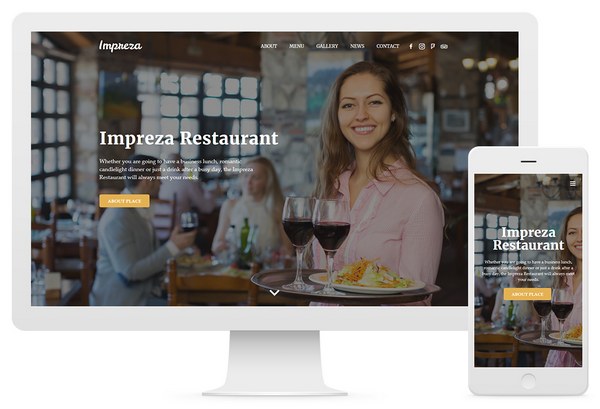 Impreza
ABOUT MENU GALLERY NEWS CONTACT
Impreza Restaurant
Whether you are going to have a business lunch, romantic
candlelight dinner or just a drink after a busy day, the Impreza
Restaurant will always meet your needs.
ABOUT PLACE
Impreza
Restaurant
Whether you are going to have a business lunch,
romantic candlelight dinner or just a drink after a
busy day, the Impreza Restaurant will always
meet your needs.
ABOUT PLACE